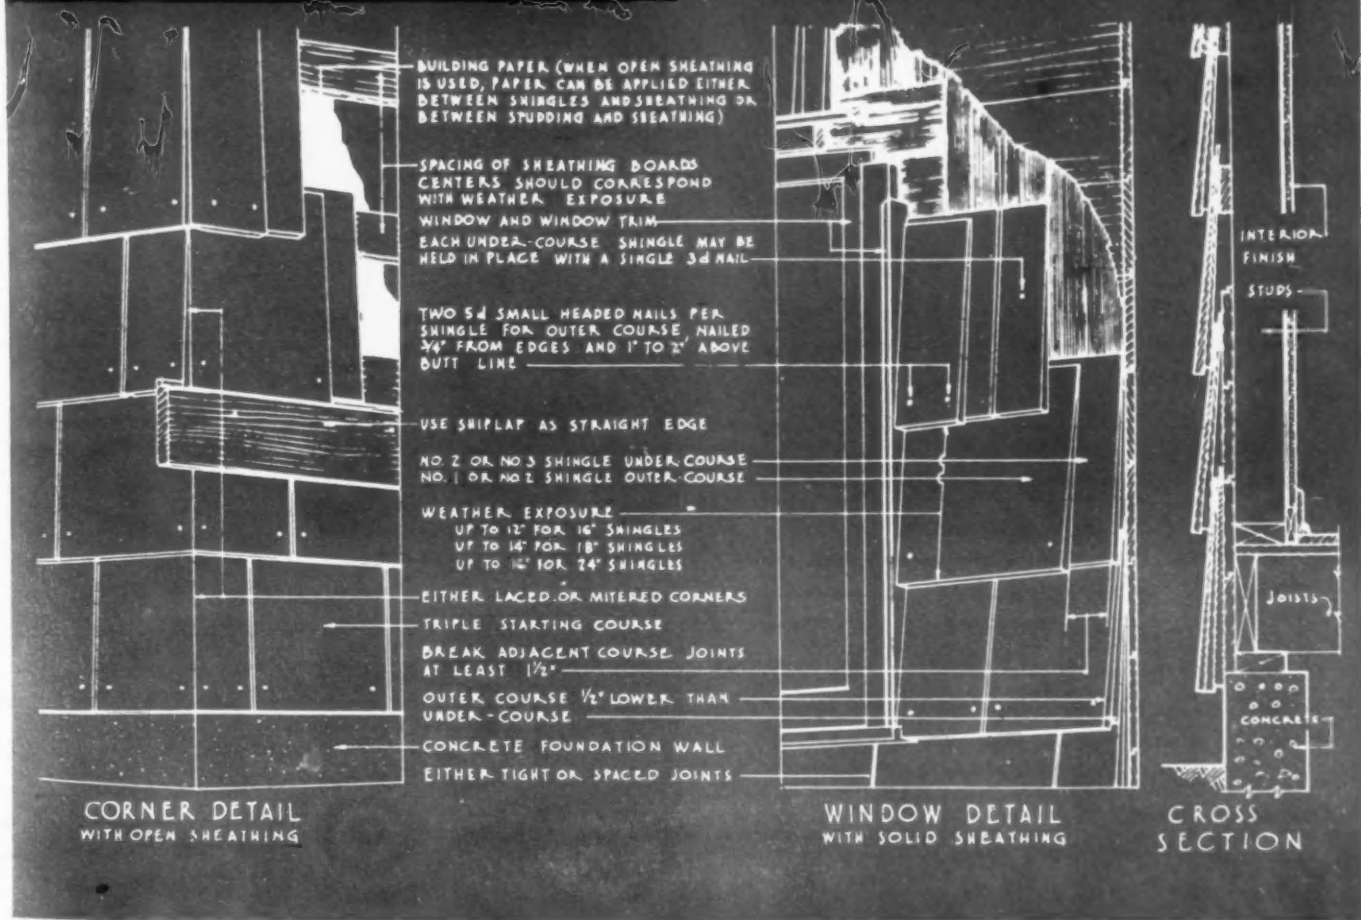 BUILDING PAPER (WHEN OPEN SHEATHING
IS USED, PAPER CAN BE APPLIED EITHER
BETWEEN SHINGLES AND SHEATHING OR
BETWEEN STUDDING AND SHEATHING)
SPACING OF SHEATHING BOARDS
CENTERS SHOULD CORRESPOND
WITH WEATHER EXPOSURE
WINDOW AND WINDOW TRIM
EACH UNDER-COURSE SHINGLE MAY BE
HELD IN PLACE WITH A SINGLE 3d NAIL
TWO 5d SMALL HEADED NAILS PER
SHINGLE FOR OUTER COURSE, NAILED
3/4" FROM EDGES AND 1" TO 2" ABOVE
BUTT LINE
USE SHIPLAP AS STRAIGHT EDGE
NO. 2 OR NO 3 SHINGLE UNDER-COURSE
NO. 1 OR NO 2 SHINGLE OUTER-COURSE
WEATHER EXPOSURE
UP TO 12" FOR 16" SHINGLES
UP TO 14" FOR 18" SHINGLES
UP TO 16" FOR 24" SHINGLES
EITHER LACED OR MITERED CORNERS
TRIPLE STARTING COURSE
BREAK ADJACENT COURSE JOINTS
AT LEAST 1 1/2"
OUTER COURSE 1/2" LOWER THAN
UNDER-COURSE
CONCRETE FOUNDATION WALL
EITHER TIGHT OR SPACED JOINTS
INTERIOR
FINISH
STUDS
JOISTS
CONCRETE
CORNER DETAIL
WITH OPEN SHEATHING
WINDOW DETAIL
WITH SOLID SHEATHING
CROSS
SECTION